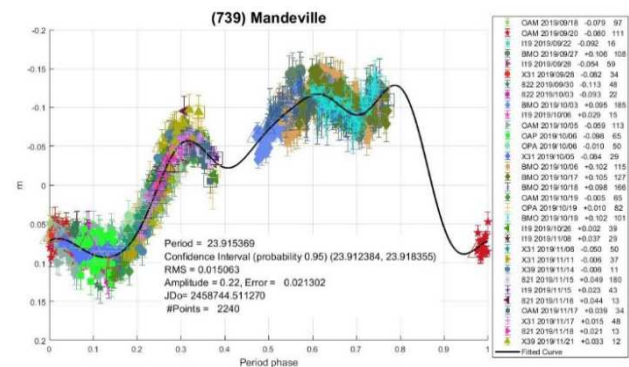 (739) Mandeville
-0.2
-0.15
-0.1
-0.05
0
0.05
0.1
0.15
0.2
m
Period = 23.915369
Confidence Interval (probability 0.95) (23.912384, 23.918355)
RMS = 0.015063
Amplitude = 0.22, Error = 0.021302
JDo= 2458744.511270
#Points = 2240
0 0.1 0.2 0.3 0.4 0.5 0.6 0.7 0.8 0.9 1
Period phase
OAM 2019/09/18 -0.079 97
OAM 2019/09/20 -0.080 111
I19 2019/09/22 -0.092 16
BMO 2019/09/27 +0.106 108
I19 2019/09/28 -0.054 59
X31 2019/09/28 -0.082 34
822 2019/09/30 -0.113 48
822 2019/10/03 -0.093 22
BMO 2019/10/03 +0.095 185
I19 2019/10/06 +0.029 15
OAM 2019/10/05 -0.069 113
OAP 2019/10/06 -0.098 65
OPA 2019/10/06 -0.010 50
X31 2019/10/05 -0.084 29
BMO 2019/10/06 +0.102 115
BMO 2019/10/17 +0.105 127
BMO 2019/10/18 +0.098 166
OAM 2019/10/19 -0.005 65
OPA 2019/10/19 +0.010 82
BMO 2019/10/19 +0.102 101
I19 2019/10/26 +0.002 39
I19 2019/11/08 +0.037 29
X31 2019/11/08 -0.050 50
X31 2019/11/11 -0.006 37
X39 2019/11/14 -0.006 11
821 2019/11/15 +0.049 180
I19 2019/11/15 +0.023 43
821 2019/11/16 +0.044 13
OAM 2019/11/17 +0.039 34
X31 2019/11/17 +0.015 48
821 2019/11/18 +0.021 13
X39 2019/11/21 +0.033 12
Fitted Curve